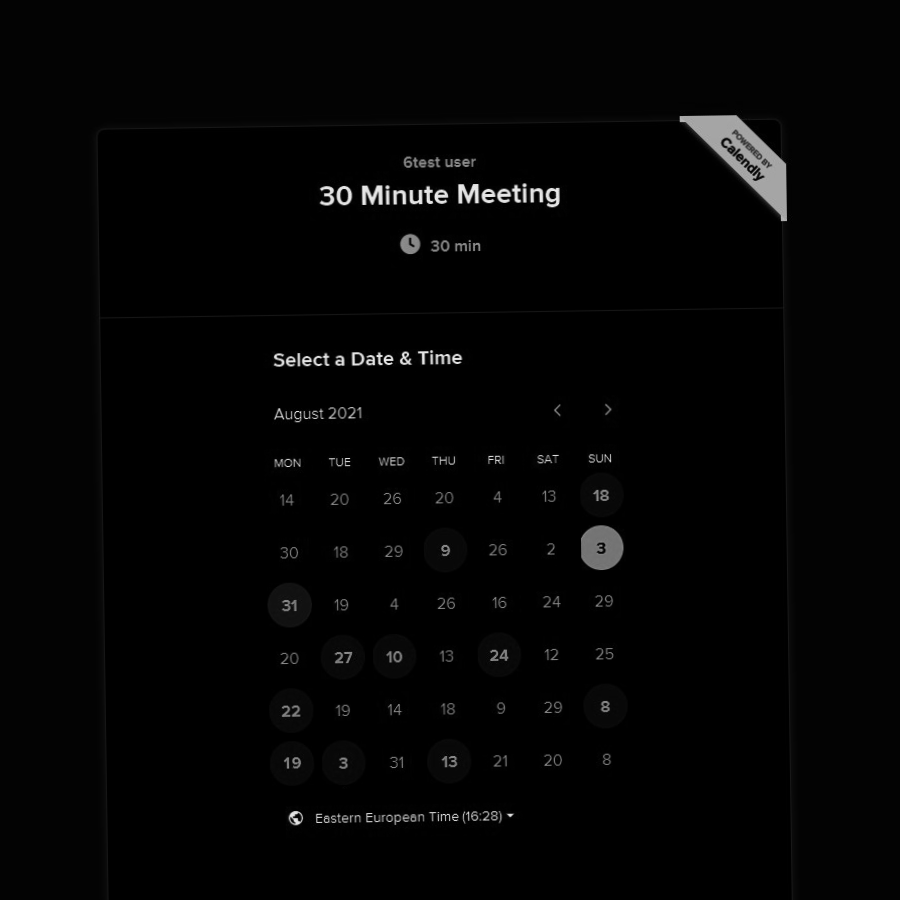 POWERED BY
Calendly
6test user
30 Minute Meeting
30 min
Select a Date & Time
August 2021
MON TUE WED THU FRI SAT SUN
14 20 26 20 4 13 18
30 18 29 9 26 2 3
31 19 4 26 16 24 29
20 27 10 13 24 12 25
22 19 14 18 9 29 8
19 3 31 13 21 20 8
Eastern European Time (16:28)